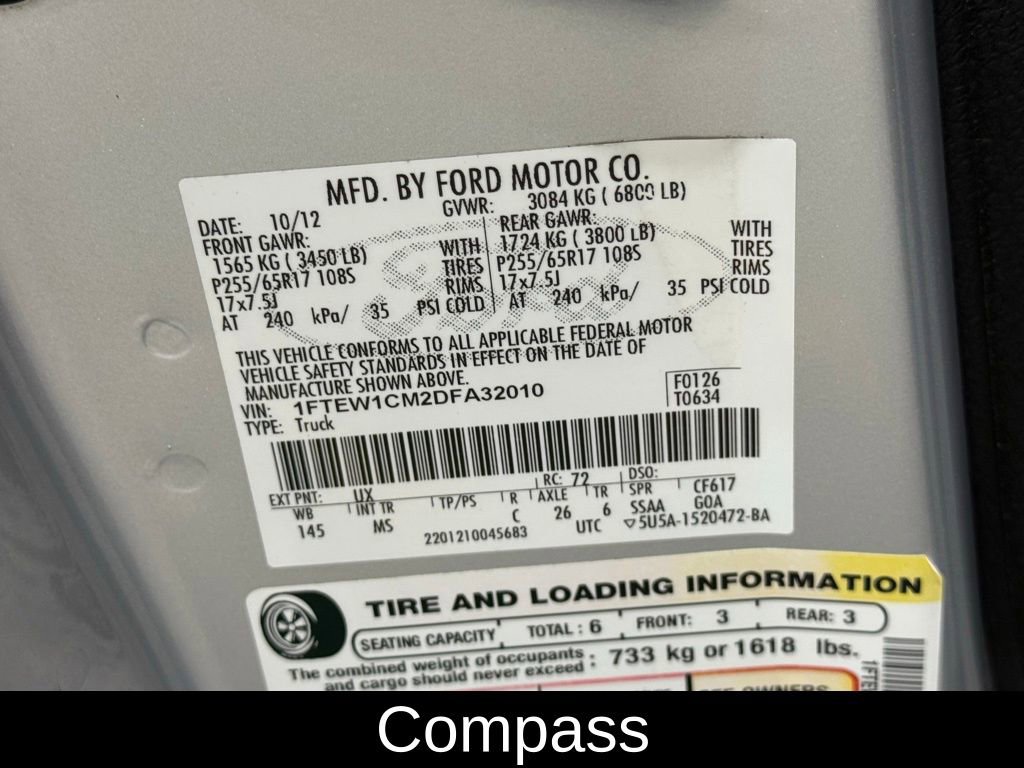 MFD. BY FORD MOTOR CO.
DATE: 10/12 GVWR: 3084 KG ( 6800 LB)
FRONT GAWR: REAR GAWR:
1565 KG ( 3450 LB) WITH 1724 KG ( 3800 LB) WITH
P255/65R17 108S TIRES P255/65R17 108S TIRES
17x7.5J RIMS 17x7.5J RIMS
AT 240 kPa/ 35 PSI COLD AT 240 kPa/ 35 PSI COLD
THIS VEHICLE CONFORMS TO ALL APPLICABLE FEDERAL MOTOR
VEHICLE SAFETY STANDARDS IN EFFECT ON THE DATE OF
MANUFACTURE SHOWN ABOVE.
VIN: 1FTEW1CM2DFA32010 F0126
TYPE: Truck T0634
EXT PNT: UX RC: 72 DSO: CF617
WB INT TR TP/PS R AXLE TR SPR GOA
145 MS C 26 6 SSAA
2201210045683 UTC ▽5U5A-1520472-BA
TIRE AND LOADING INFORMATION
SEATING CAPACITY TOTAL : 6 FRONT: 3 REAR: 3
The combined weight of occupants : 733 kg or 1618 lbs.
and cargo should never exceed
Compass